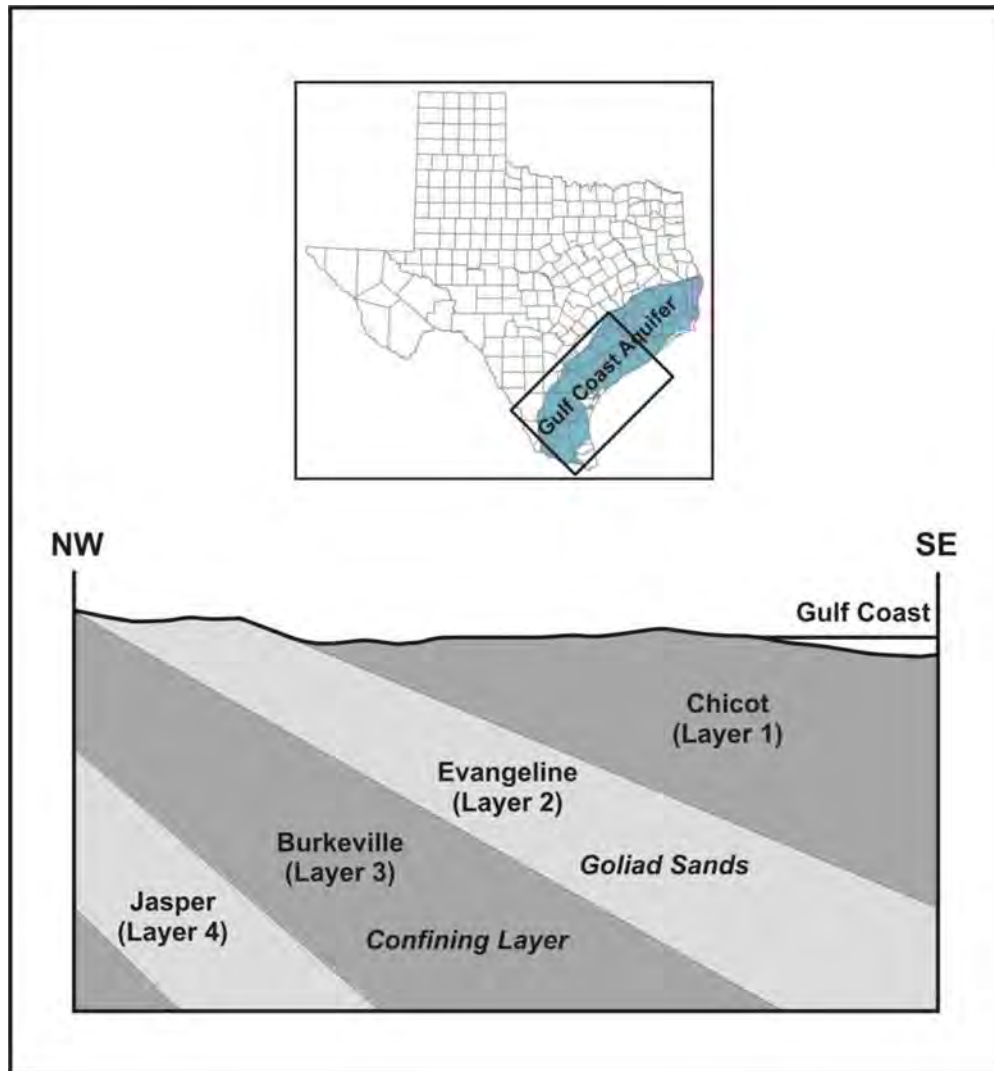 Gulf Coast Aquifer
NW
SE
Gulf Coast
Chicot
(Layer 1)
Evangeline
(Layer 2)
Goliad Sands
Burkeville
(Layer 3)
Confining Layer
Jasper
(Layer 4)